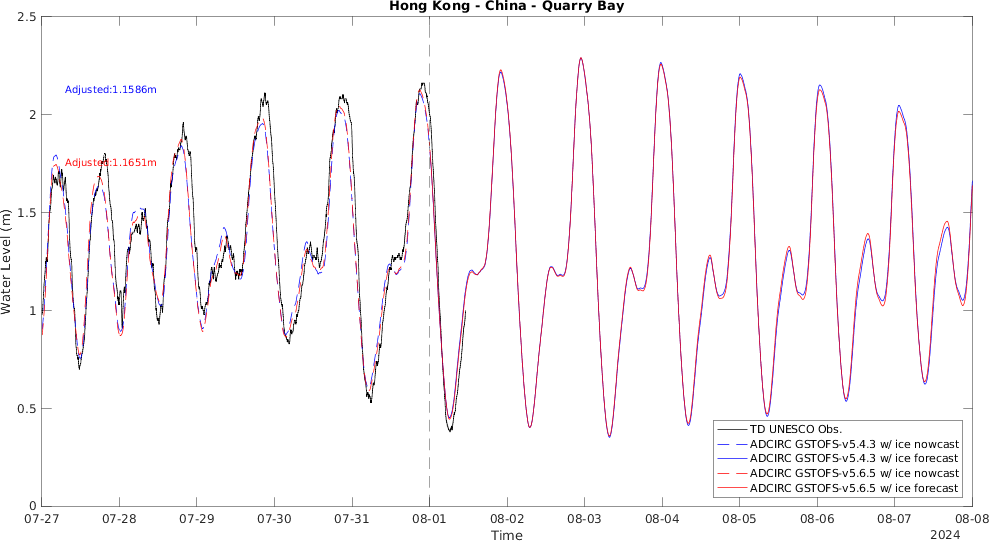 Hong Kong - China - Quarry Bay
2.5
2
1.5
1
0.5
0
Water Level (m)
Adjusted:1.1586m
Adjusted:1.1651m
TD UNESCO Obs.
ADCIRC GSTOFS-v5.4.3 w/ ice nowcast
ADCIRC GSTOFS-v5.4.3 w/ ice forecast
ADCIRC GSTOFS-v5.6.5 w/ ice nowcast
ADCIRC GSTOFS-v5.6.5 w/ ice forecast
07-27 07-28 07-29 07-30 07-31 08-01 08-02 08-03 08-04 08-05 08-06 08-07 08-08
Time
2024